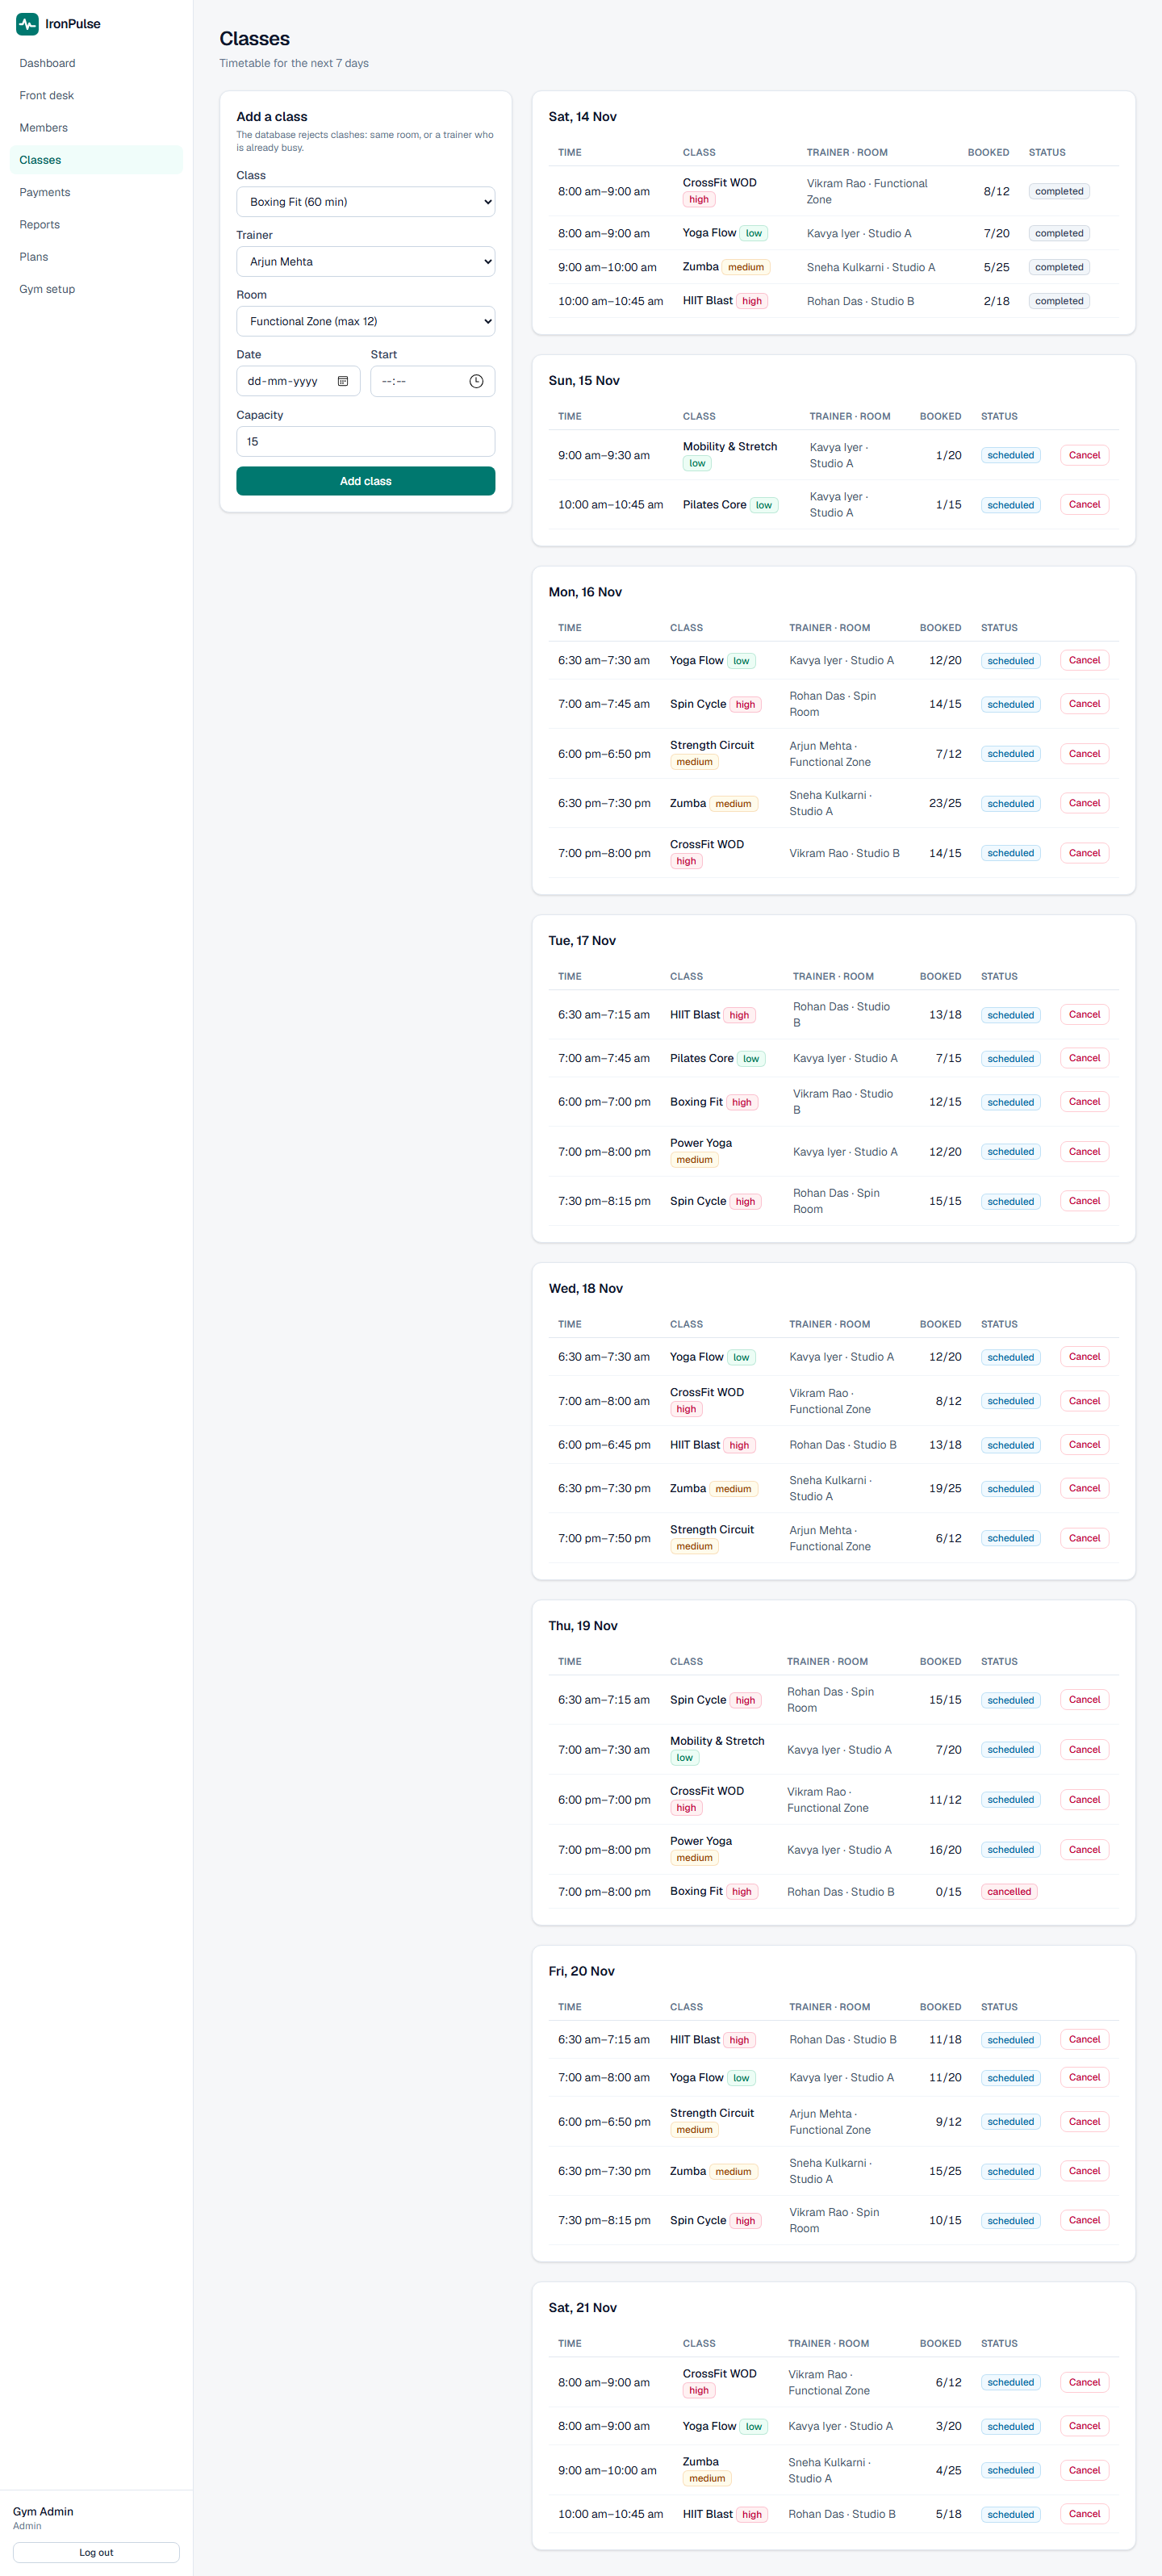 IronPulse
Dashboard
Front desk
Members
Classes
Payments
Reports
Plans
Gym setup
Classes
Timetable for the next 7 days
Add a class
The database rejects clashes: same room, or a trainer who
is already busy.
Class
Boxing Fit (60 min)
Trainer
Arjun Mehta
Room
Functional Zone (max 12)
Date Start
dd-mm-yyyy --:--
Capacity
15
Add class
Sat, 14 Nov
TIME CLASS TRAINER · ROOM BOOKED STATUS
8:00 am–9:00 am CrossFit WOD high Vikram Rao · Functional Zone 8/12 completed
8:00 am–9:00 am Yoga Flow low Kavya Iyer · Studio A 7/20 completed
9:00 am–10:00 am Zumba medium Sneha Kulkarni · Studio A 5/25 completed
10:00 am–10:45 am HIIT Blast high Rohan Das · Studio B 2/18 completed
Sun, 15 Nov
TIME CLASS TRAINER · ROOM BOOKED STATUS
9:00 am–9:30 am Mobility & Stretch low Kavya Iyer · Studio A 1/20 scheduled Cancel
10:00 am–10:45 am Pilates Core low Kavya Iyer · Studio A 1/15 scheduled Cancel
Mon, 16 Nov
TIME CLASS TRAINER · ROOM BOOKED STATUS
6:30 am–7:30 am Yoga Flow low Kavya Iyer · Studio A 12/20 scheduled Cancel
7:00 am–7:45 am Spin Cycle high Rohan Das · Spin Room 14/15 scheduled Cancel
6:00 pm–6:50 pm Strength Circuit medium Arjun Mehta · Functional Zone 7/12 scheduled Cancel
6:30 pm–7:30 pm Zumba medium Sneha Kulkarni · Studio A 23/25 scheduled Cancel
7:00 pm–8:00 pm CrossFit WOD high Vikram Rao · Studio B 14/15 scheduled Cancel
Tue, 17 Nov
TIME CLASS TRAINER · ROOM BOOKED STATUS
6:30 am–7:15 am HIIT Blast high Rohan Das · Studio B 13/18 scheduled Cancel
7:00 am–7:45 am Pilates Core low Kavya Iyer · Studio A 7/15 scheduled Cancel
6:00 pm–7:00 pm Boxing Fit high Vikram Rao · Studio B 12/15 scheduled Cancel
7:00 pm–8:00 pm Power Yoga medium Kavya Iyer · Studio A 12/20 scheduled Cancel
7:30 pm–8:15 pm Spin Cycle high Rohan Das · Spin Room 15/15 scheduled Cancel
Wed, 18 Nov
TIME CLASS TRAINER · ROOM BOOKED STATUS
6:30 am–7:30 am Yoga Flow low Kavya Iyer · Studio A 12/20 scheduled Cancel
7:00 am–8:00 am CrossFit WOD high Vikram Rao · Functional Zone 8/12 scheduled Cancel
6:00 pm–6:45 pm HIIT Blast high Rohan Das · Studio B 13/18 scheduled Cancel
6:30 pm–7:30 pm Zumba medium Sneha Kulkarni · Studio A 19/25 scheduled Cancel
7:00 pm–7:50 pm Strength Circuit medium Arjun Mehta · Functional Zone 6/12 scheduled Cancel
Thu, 19 Nov
TIME CLASS TRAINER · ROOM BOOKED STATUS
6:30 am–7:15 am Spin Cycle high Rohan Das · Spin Room 15/15 scheduled Cancel
7:00 am–7:30 am Mobility & Stretch low Kavya Iyer · Studio A 7/20 scheduled Cancel
6:00 pm–7:00 pm CrossFit WOD high Vikram Rao · Functional Zone 11/12 scheduled Cancel
7:00 pm–8:00 pm Power Yoga medium Kavya Iyer · Studio A 16/20 scheduled Cancel
7:00 pm–8:00 pm Boxing Fit high Rohan Das · Studio B 0/15 cancelled
Fri, 20 Nov
TIME CLASS TRAINER · ROOM BOOKED STATUS
6:30 am–7:15 am HIIT Blast high Rohan Das · Studio B 11/18 scheduled Cancel
7:00 am–8:00 am Yoga Flow low Kavya Iyer · Studio A 11/20 scheduled Cancel
6:00 pm–6:50 pm Strength Circuit medium Arjun Mehta · Functional Zone 9/12 scheduled Cancel
6:30 pm–7:30 pm Zumba medium Sneha Kulkarni · Studio A 15/25 scheduled Cancel
7:30 pm–8:15 pm Spin Cycle high Vikram Rao · Spin Room 10/15 scheduled Cancel
Sat, 21 Nov
TIME CLASS TRAINER · ROOM BOOKED STATUS
8:00 am–9:00 am CrossFit WOD high Vikram Rao · Functional Zone 6/12 scheduled Cancel
8:00 am–9:00 am Yoga Flow low Kavya Iyer · Studio A 3/20 scheduled Cancel
9:00 am–10:00 am Zumba medium Sneha Kulkarni · Studio A 4/25 scheduled Cancel
10:00 am–10:45 am HIIT Blast high Rohan Das · Studio B 5/18 scheduled Cancel
Gym Admin
Admin
Log out